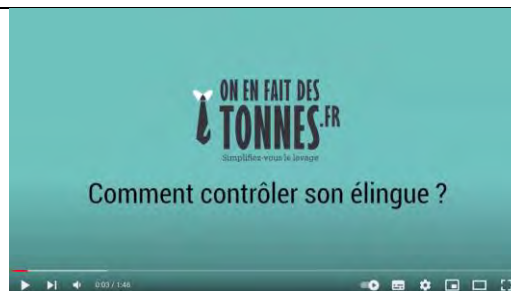 ON EN FAIT DES
TONNES.FR
Simplifiez-vous le levage
Comment contrôler son élingue ?
0:03 / 1:46